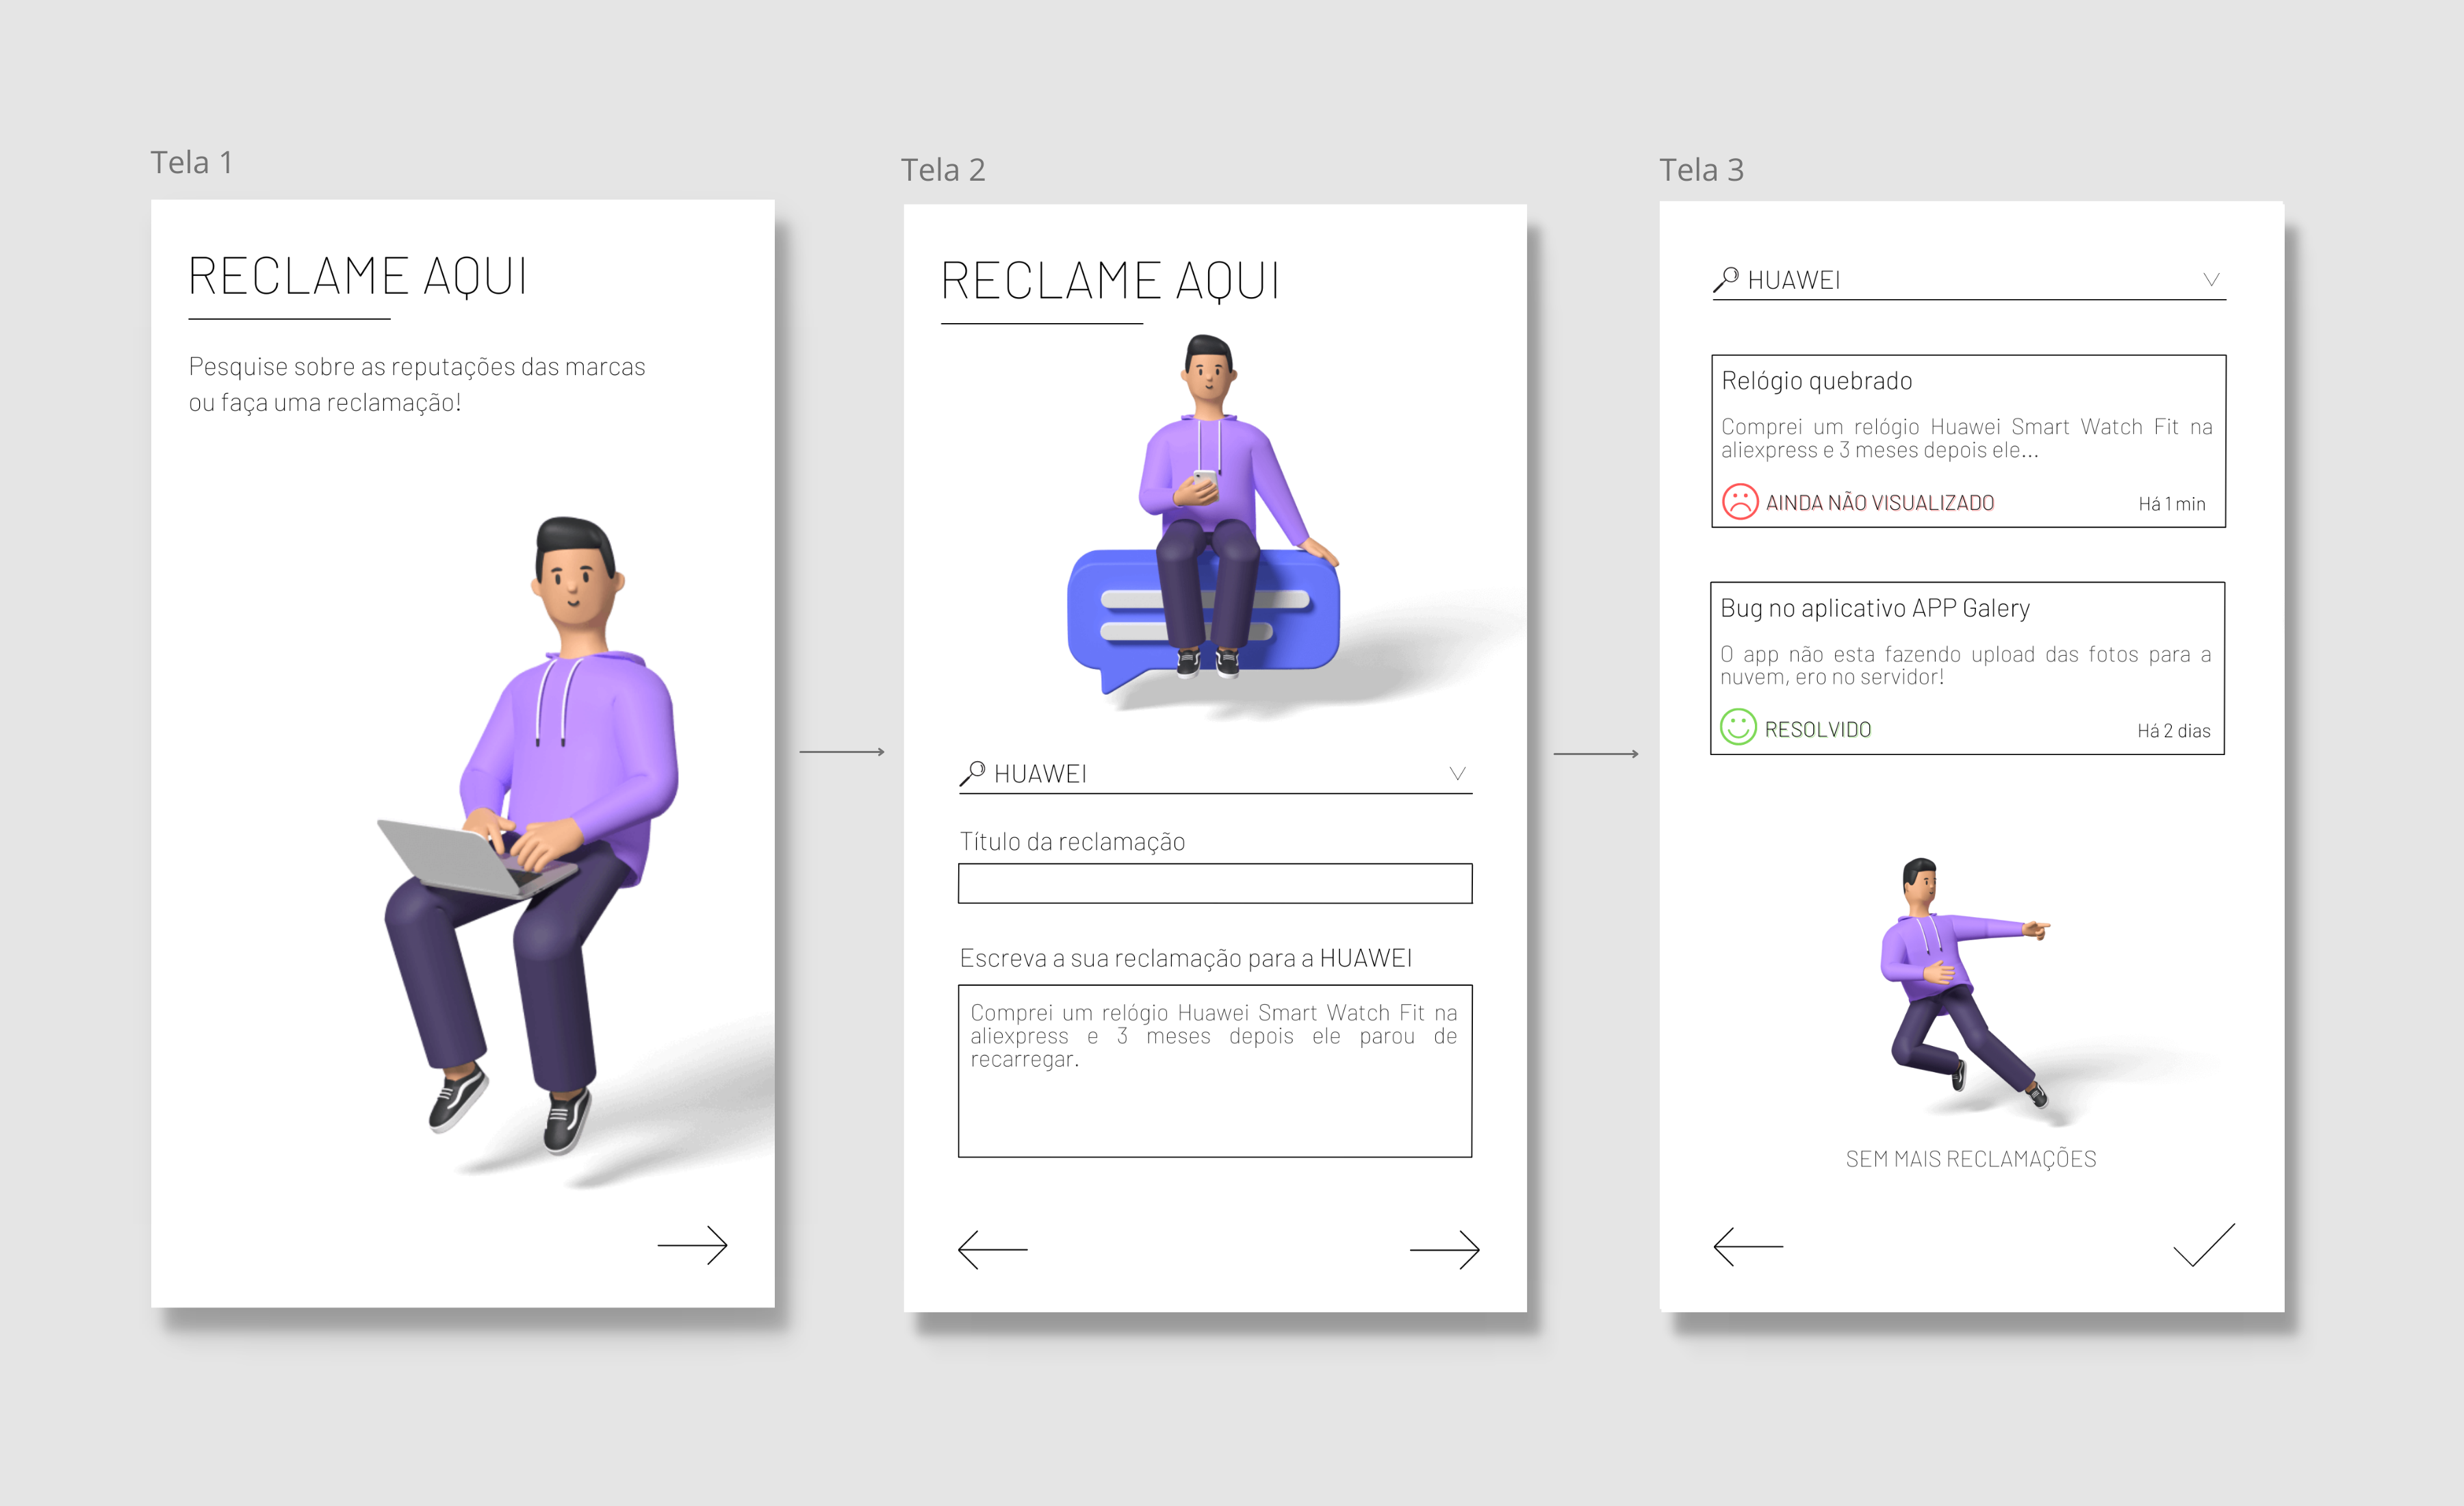 Tela 1
RECLAME AQUI
Pesquise sobre as reputações das marcas
ou faça uma reclamação!
Tela 2
RECLAME AQUI
HUAWEI
Título da reclamação
Escreva a sua reclamação para a HUAWEI
Comprei um relógio Huawei Smart Watch Fit na
aliexpress e 3 meses depois ele parou de
recarregar.
Tela 3
HUAWEI
Relógio quebrado
Comprei um relógio Huawei Smart Watch Fit na
aliexpress e 3 meses depois ele...
AINDA NÃO VISUALIZADO
Há 1 min
Bug no aplicativo APP Galery
O app não esta fazendo upload das fotos para a
nuvem, ero no servidor!
RESOLVIDO
Há 2 dias
SEM MAIS RECLAMAÇÕES